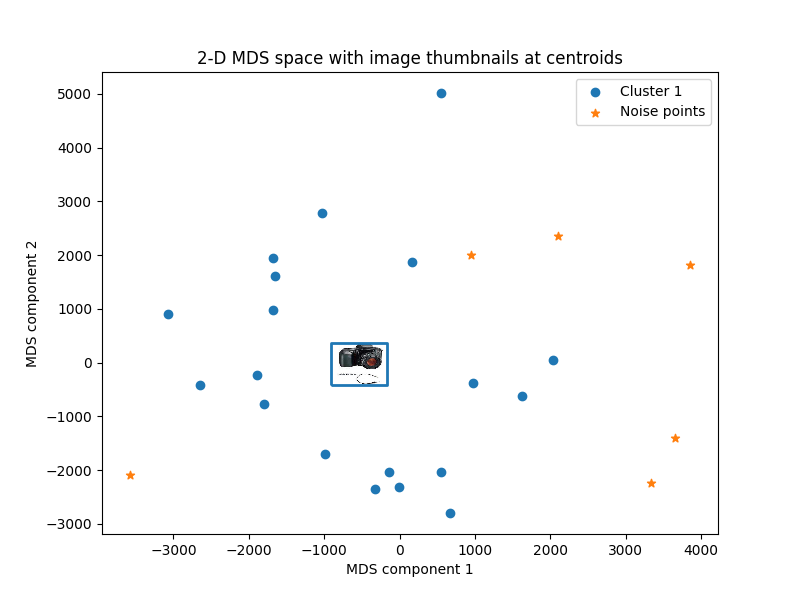 2-D MDS space with image thumbnails at centroids
Cluster 1
Noise points
MDS component 2
5000
4000
3000
2000
1000
0
−1000
−2000
−3000
−3000 −2000 −1000 0 1000 2000 3000 4000
MDS component 1